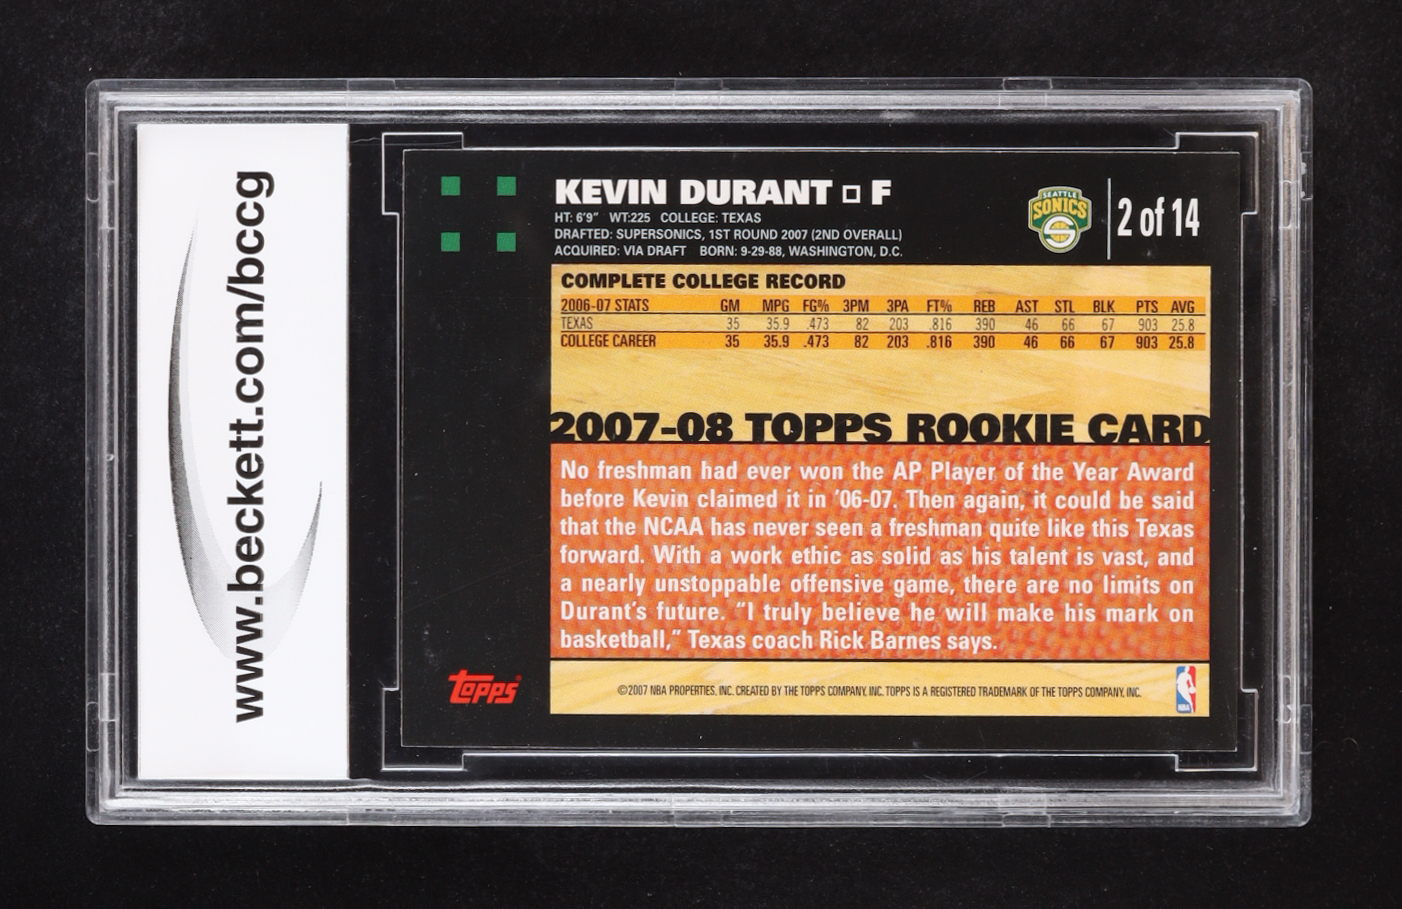 www.beckett.com/bccg
KEVIN DURANT F
HT: 6'9" WT:225 COLLEGE: TEXAS
DRAFTED: SUPERSONICS, 1ST ROUND 2007 (2ND OVERALL)
ACQUIRED: VIA DRAFT BORN: 9-29-88, WASHINGTON, D.C.
SEATTLE
SONICS
2 of 14
COMPLETE COLLEGE RECORD
2006-07 STATS GM MPG FG% 3PM 3PA FT% REB AST STL BLK PTS AVG
TEXAS 35 35.9 .473 82 203 .816 390 46 66 67 903 25.8
COLLEGE CAREER 35 35.9 .473 82 203 .816 390 46 66 67 903 25.8
2007-08 TOPPS ROOKIE CARD
No freshman had ever won the AP Player of the Year Award
before Kevin claimed it in '06-07. Then again, it could be said
that the NCAA has never seen a freshman quite like this Texas
forward. With a work ethic as solid as his talent is vast, and
a nearly unstoppable offensive game, there are no limits on
Durant's future. "I truly believe he will make his mark on
basketball," Texas coach Rick Barnes says.
Topps®
©2007 NBA PROPERTIES, INC. CREATED BY THE TOPPS COMPANY, INC. TOPPS IS A REGISTERED TRADEMARK OF THE TOPPS COMPANY, INC.
NBA